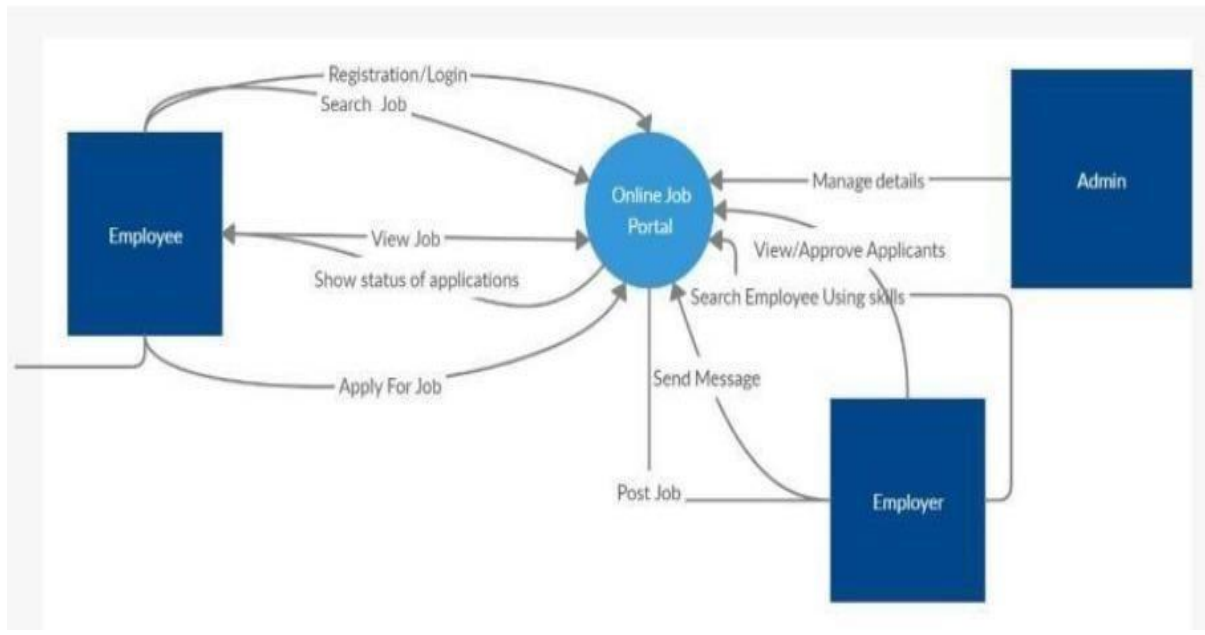 Registration/Login
Search Job
Online Job
Portal
Manage details
Admin
Employee
View Job
View/Approve Applicants
Show status of applications
Search Employee Using skills
Apply For Job
Send Message
Post Job
Employer